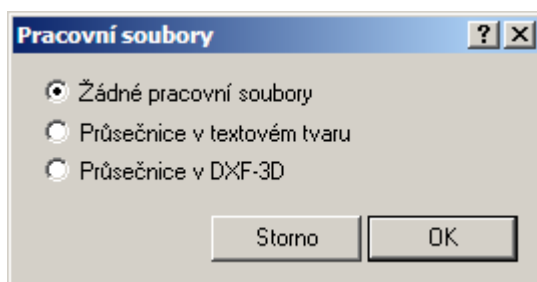 Pracovní soubory
Žádné pracovní soubory
Průsečnice v textovém tvaru
Průsečnice v DXF-3D
Storno OK